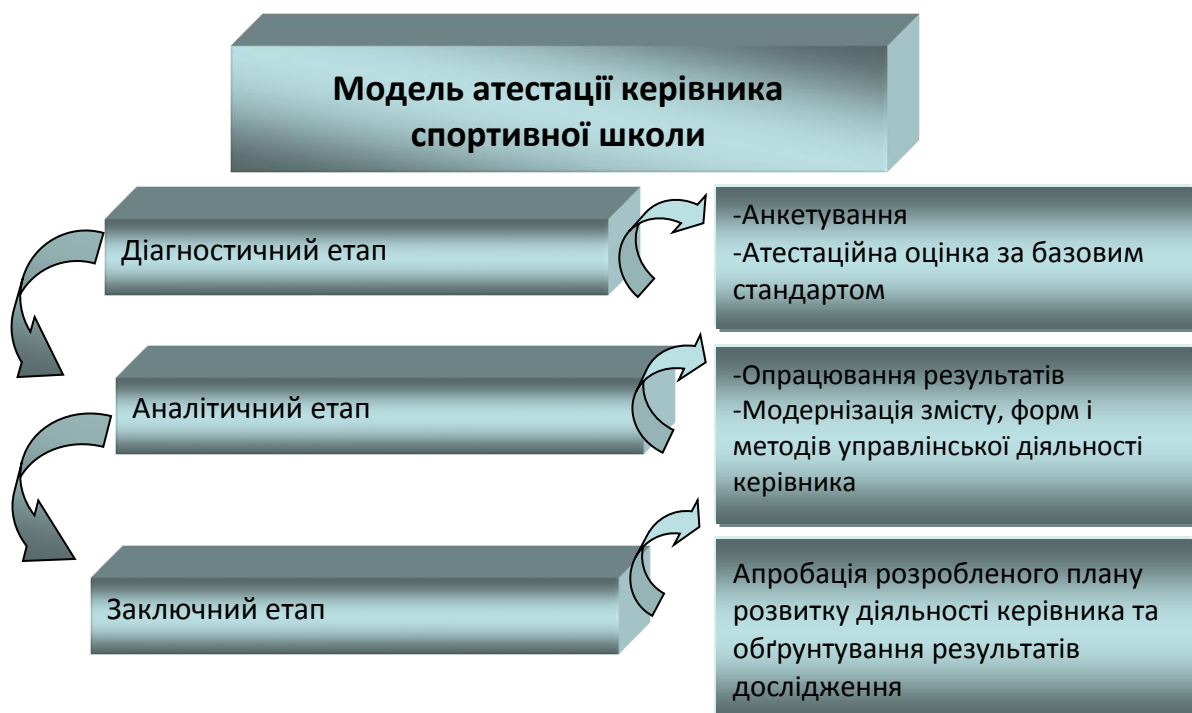 Модель атестації керівника
спортивної школи
Діагностичний етап
-Анкетування
-Атестаційна оцінка за базовим
стандартом
Аналітичний етап
-Опрацювання результатів
-Модернізація змісту, форм і
методів управлінської діяльності
керівника
Заключний етап
Апробація розробленого плану
розвитку діяльності керівника та
обґрунтування результатів
дослідження